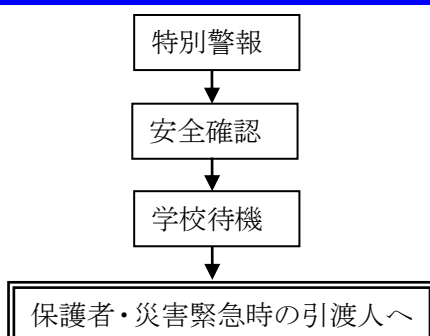 特別警報
安全確認
学校待機
保護者・災害緊急時の引渡人へ